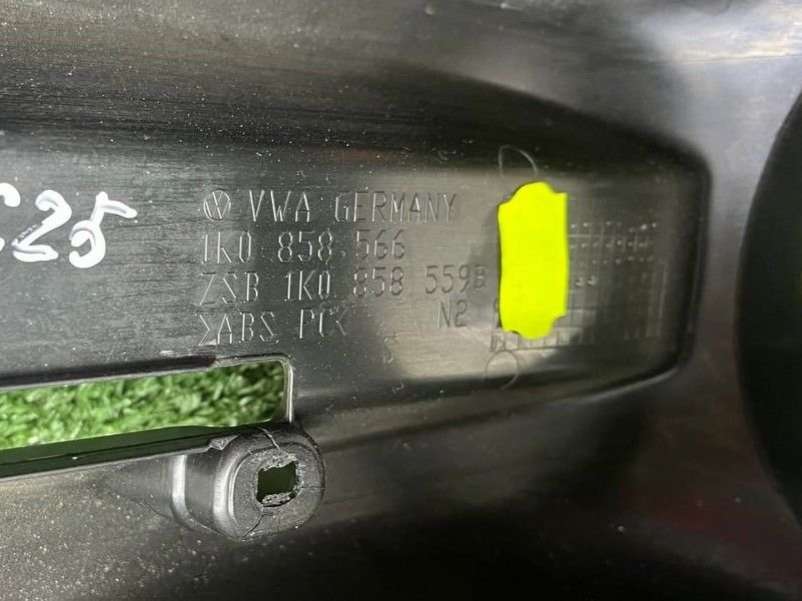 C25
VWA GERMANY
1K0 858 566
ZSB 1K0 858 559B
>ABS PC< N2